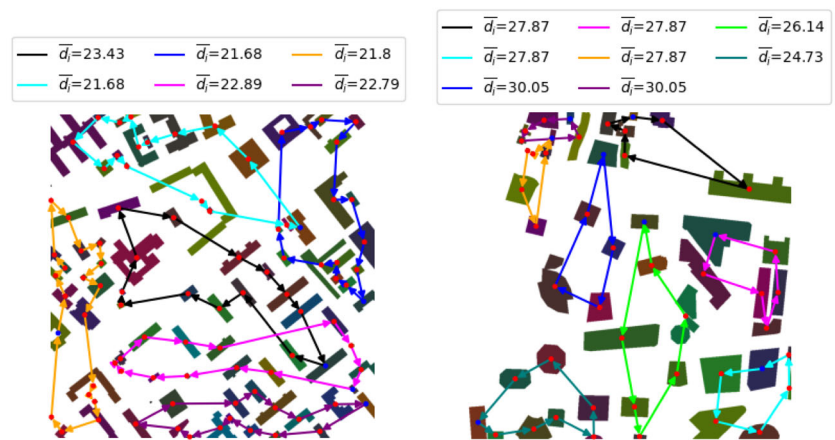 d̅ᵢ=23.43 d̅ᵢ=21.68 d̅ᵢ=21.8
d̅ᵢ=21.68 d̅ᵢ=22.89 d̅ᵢ=22.79
d̅ᵢ=27.87 d̅ᵢ=27.87 d̅ᵢ=26.14
d̅ᵢ=27.87 d̅ᵢ=27.87 d̅ᵢ=24.73
d̅ᵢ=30.05 d̅ᵢ=30.05